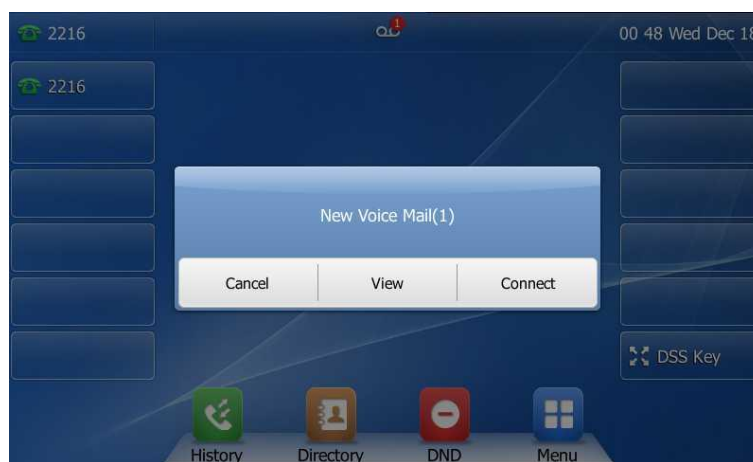 2216
1
00 48 Wed Dec 18
2216
New Voice Mail(1)
Cancel
View
Connect
DSS Key
History
Directory
DND
Menu